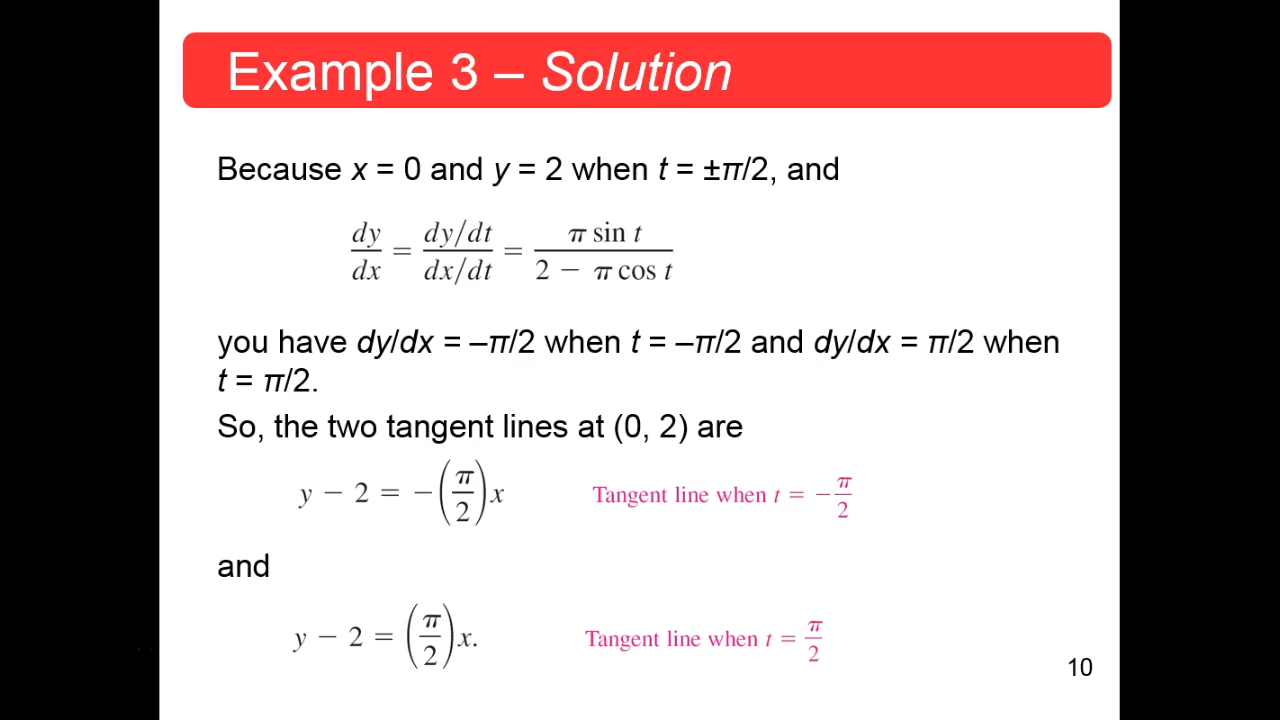 Example 3 – Solution
Because x = 0 and y = 2 when t = ±π/2, and
dy/dx = (dy/dt)/(dx/dt) = (π sin t)/(2 − π cos t)
you have dy/dx = –π/2 when t = –π/2 and dy/dx = π/2 when
t = π/2.
So, the two tangent lines at (0, 2) are
y − 2 = −(π/2)x Tangent line when t = −π/2
and
y − 2 = (π/2)x. Tangent line when t = π/2
10